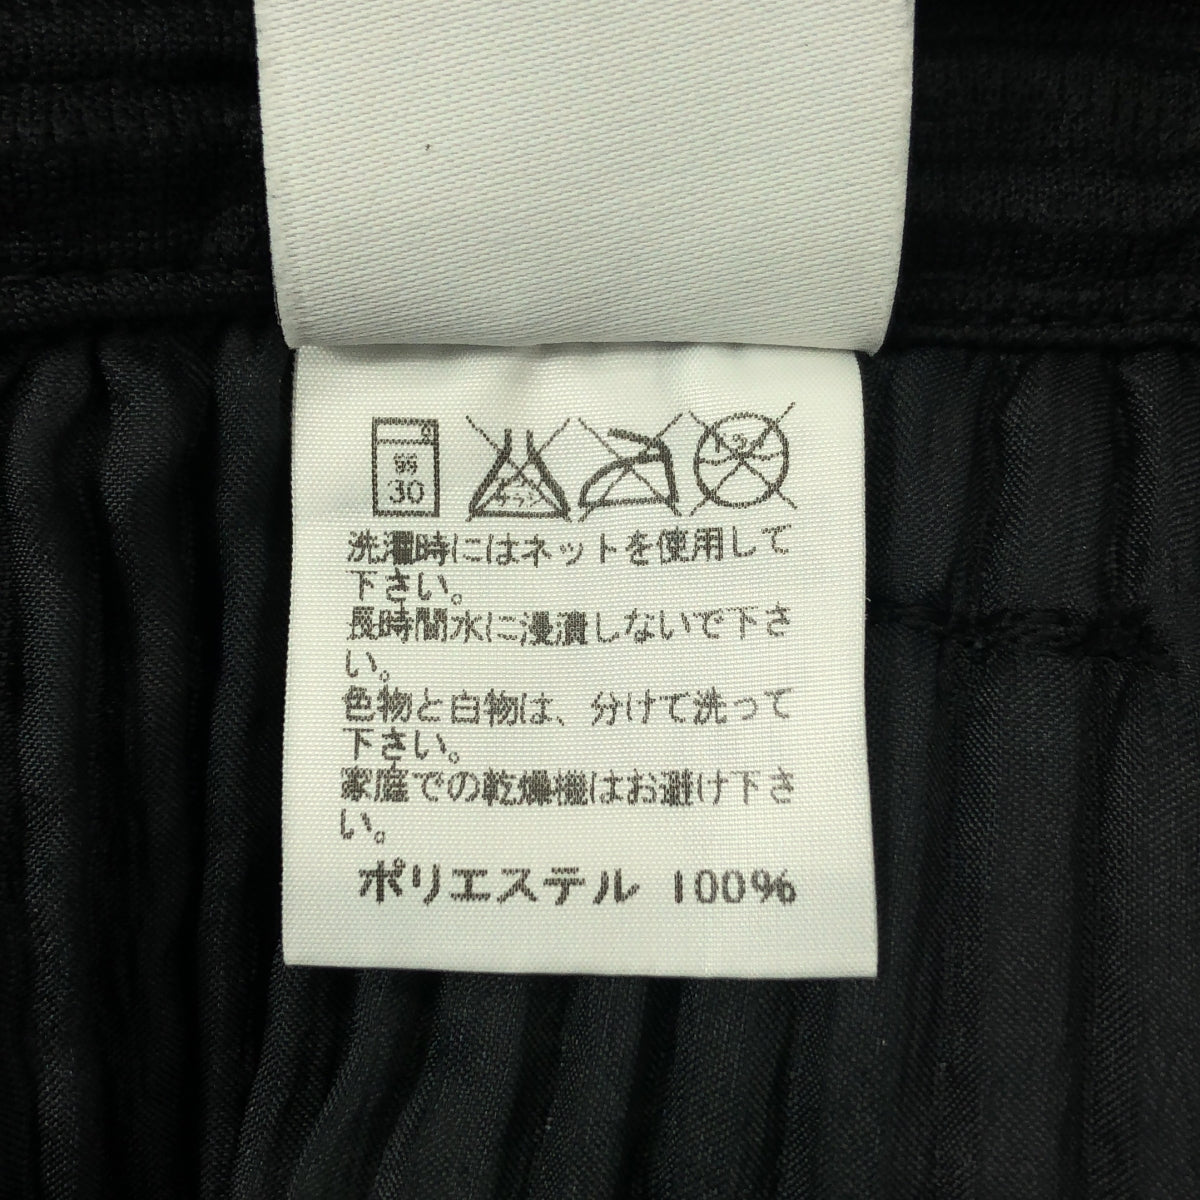 弱
30
エンソ
洗濯時にはネットを使用して
下さい。
長時間水に浸漬しないで下さ
い。
色物と白物は、分けて洗って
下さい。
家庭での乾燥機はお避け下さ
い。
ポリエステル 100%